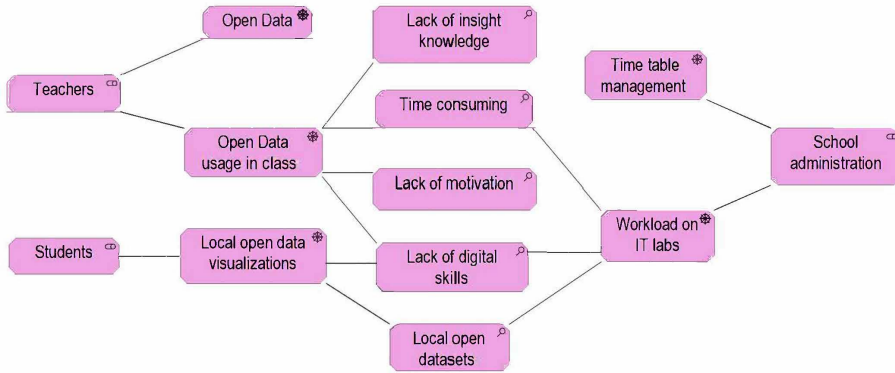 Open Data
Lack of insight
knowledge
Teachers
Time table
management
Time consuming
Open Data
usage in class
School
administration
Lack of motivation
Workload on
IT labs
Students
Local open data
visualizations
Lack of digital
skills
Local open
datasets